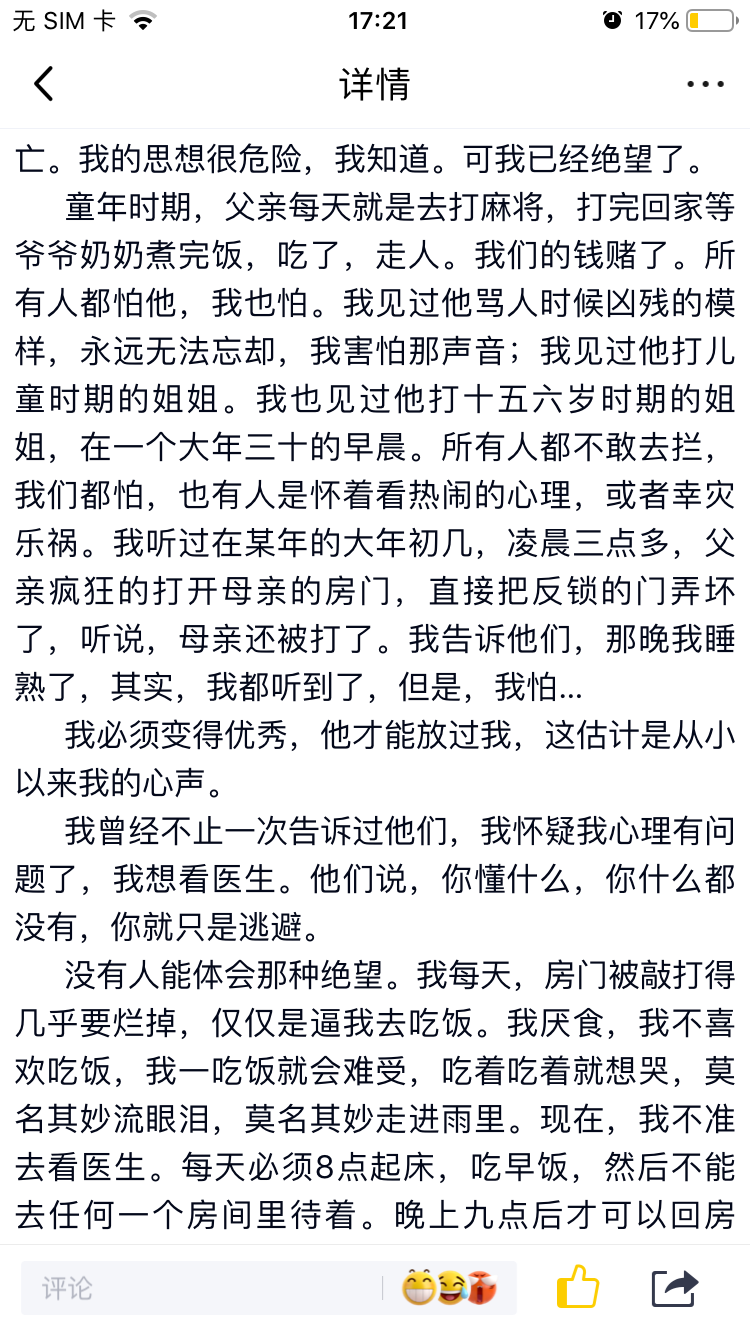 无 SIM 卡
17:21
17%
详情
亡。我的思想很危险，我知道。可我已经绝望了。
童年时期，父亲每天就是去打麻将，打完回家等
爷爷奶奶煮完饭，吃了，走人。我们的钱赌了。所
有人都怕他，我也怕。我见过他骂人时候凶残的模
样，永远无法忘却，我害怕那声音；我见过他打儿
童时期的姐姐。我也见过他打十五六岁时期的姐
姐，在一个大年三十的早晨。所有人都不敢去拦，
我们都怕，也有人是怀着看热闹的心理，或者幸灾
乐祸。我听过在某年的大年初几，凌晨三点多，父
亲疯狂的打开母亲的房门，直接把反锁的门弄坏
了，听说，母亲还被打了。我告诉他们，那晚我睡
熟了，其实，我都听到了，但是，我怕...
我必须变得优秀，他才能放过我，这估计是从小
以来我的心声。
我曾经不止一次告诉过他们，我怀疑我心理有问
题了，我想看医生。他们说，你懂什么，你什么都
没有，你就只是逃避。
没有人能体会那种绝望。我每天，房门被敲打得
几乎要烂掉，仅仅是逼我去吃饭。我厌食，我不喜
欢吃饭，我一吃饭就会难受，吃着吃着就想哭，莫
名其妙流眼泪，莫名其妙走进雨里。现在，我不准
去看医生。每天必须8点起床，吃早饭，然后不能
去任何一个房间里待着。晚上九点后才可以回房
评论